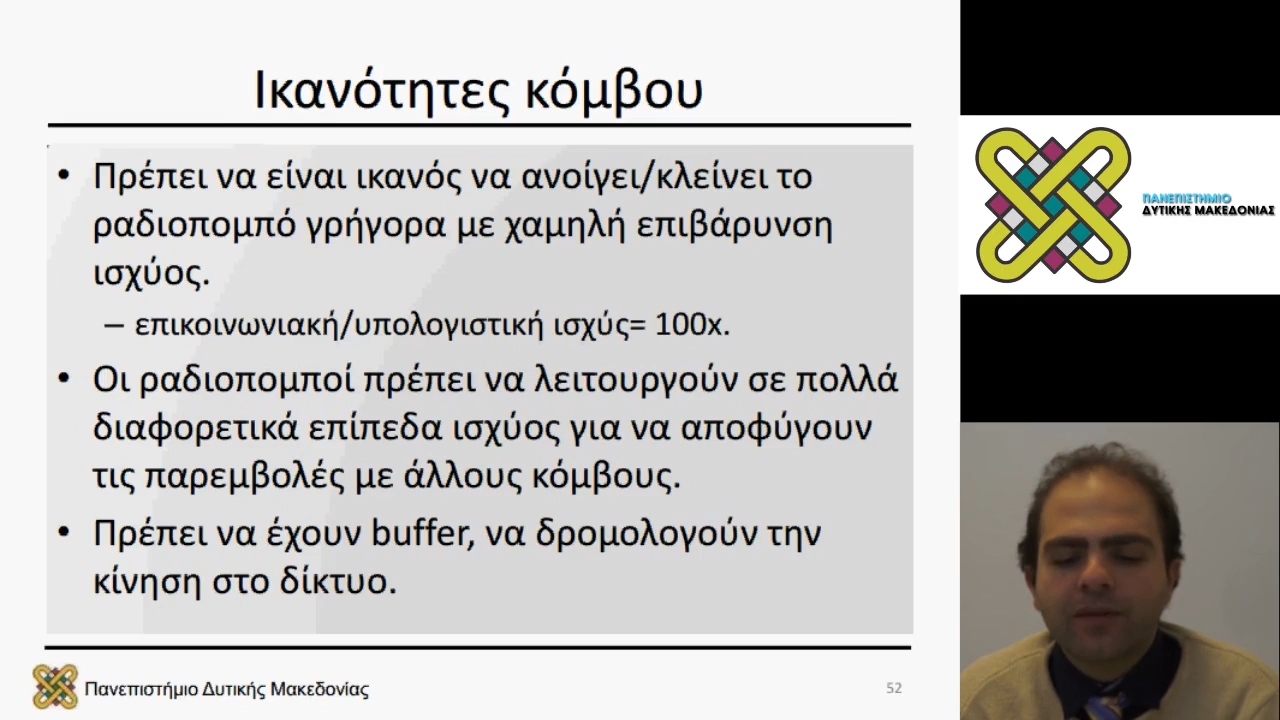 Ικανότητες κόμβου
• Πρέπει να είναι ικανός να ανοίγει/κλείνει το
ραδιοπομπό γρήγορα με χαμηλή επιβάρυνση
ισχύος.
– επικοινωνιακή/υπολογιστική ισχύς= 100x.
• Οι ραδιοπομποί πρέπει να λειτουργούν σε πολλά
διαφορετικά επίπεδα ισχύος για να αποφύγουν
τις παρεμβολές με άλλους κόμβους.
• Πρέπει να έχουν buffer, να δρομολογούν την
κίνηση στο δίκτυο.
Πανεπιστήμιο Δυτικής Μακεδονίας
52
ΠΑΝΕΠΙΣΤΗΜΙΟ
ΔΥΤΙΚΗΣ ΜΑΚΕΔΟΝΙΑΣ